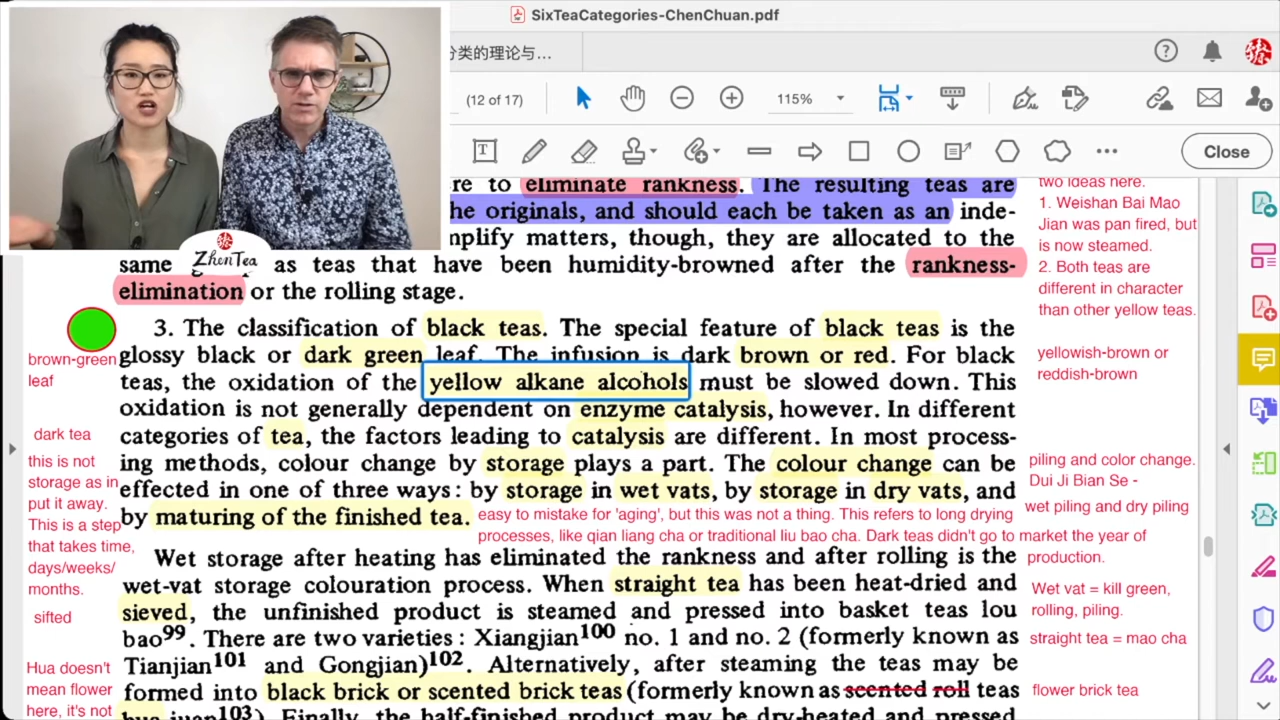 SixTeaCategories-ChenChuan.pdf
分类的理论与...
(12 of 17)
115%
Close
ZhenTea
re to eliminate rankness. The resulting teas are
he originals, and should each be taken as an inde-
mplify matters, though, they are allocated to the
same as teas that have been humidity-browned after the rankness-
elimination or the rolling stage.
3. The classification of black teas. The special feature of black teas is the
glossy black or dark green leaf. The infusion is dark brown or red. For black
teas, the oxidation of the yellow alkane alcohols must be slowed down. This
oxidation is not generally dependent on enzyme catalysis, however. In different
categories of tea, the factors leading to catalysis are different. In most process-
ing methods, colour change by storage plays a part. The colour change can be
effected in one of three ways: by storage in wet vats, by storage in dry vats, and
by maturing of the finished tea.
easy to mistake for 'aging', but this was not a thing. This refers to long drying
processes, like qian liang cha or traditional liu bao cha. Dark teas didn't go to market the year of
production.
Wet storage after heating has eliminated the rankness and after rolling is the
wet-vat storage colouration process. When straight tea has been heat-dried and
sieved, the unfinished product is steamed and pressed into basket teas lou
bao99. There are two varieties: Xiangjian100 no. 1 and no. 2 (formerly known as
Tianjian101 and Gongjian)102. Alternatively, after steaming the teas may be
formed into black brick or scented brick teas (formerly known as scented roll teas
hua juan103). Finally, the half-finished product may be dry-heated and pressed
brown-green
leaf
dark tea
this is not
storage as in
put it away.
This is a step
that takes time,
days/weeks/
months.
sifted
Hua doesn't
mean flower
here, it's not
two ideas here.
1. Weishan Bai Mao
Jian was pan fired, but
is now steamed.
2. Both teas are
different in character
than other yellow teas.
yellowish-brown or
reddish-brown
piling and color change.
Dui Ji Bian Se -
wet piling and dry piling
Wet vat = kill green,
rolling, piling.
straight tea = mao cha
flower brick tea